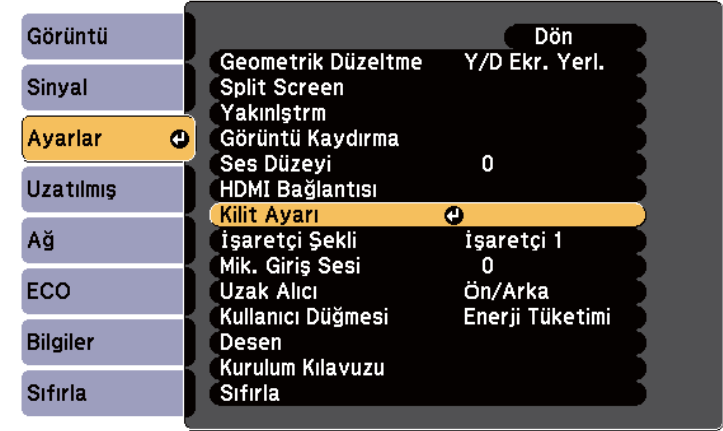 Görüntü
Sinyal
Ayarlar
Uzatılmış
Ağ
ECO
Bilgiler
Sıfırla
Dön
Geometrik Düzeltme Y/D Ekr. Yerl.
Split Screen
Yakınlştrm
Görüntü Kaydırma
Ses Düzeyi 0
HDMI Bağlantısı
Kilit Ayarı
İşaretçi Şekli İşaretçi 1
Mik. Giriş Sesi 0
Uzak Alıcı Ön/Arka
Kullanıcı Düğmesi Enerji Tüketimi
Desen
Kurulum Kılavuzu
Sıfırla